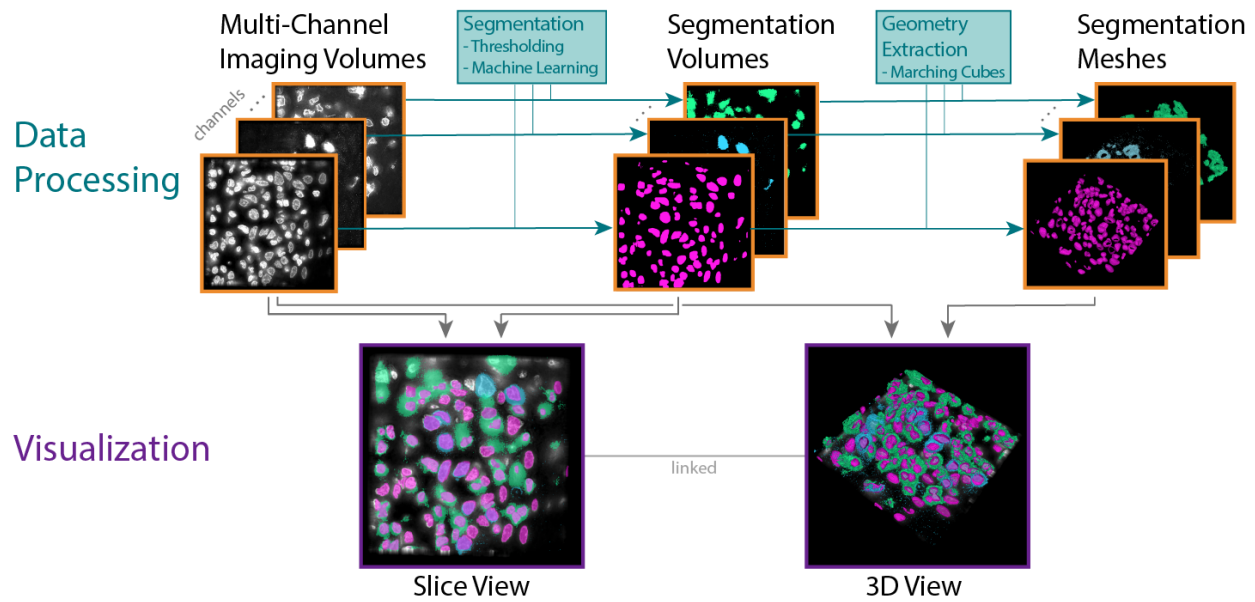 Multi-Channel
Imaging Volumes
Segmentation
- Thresholding
- Machine Learning
Segmentation
Volumes
Geometry
Extraction
- Marching Cubes
Segmentation
Meshes
channels
Data
Processing
Visualization
linked
Slice View
3D View